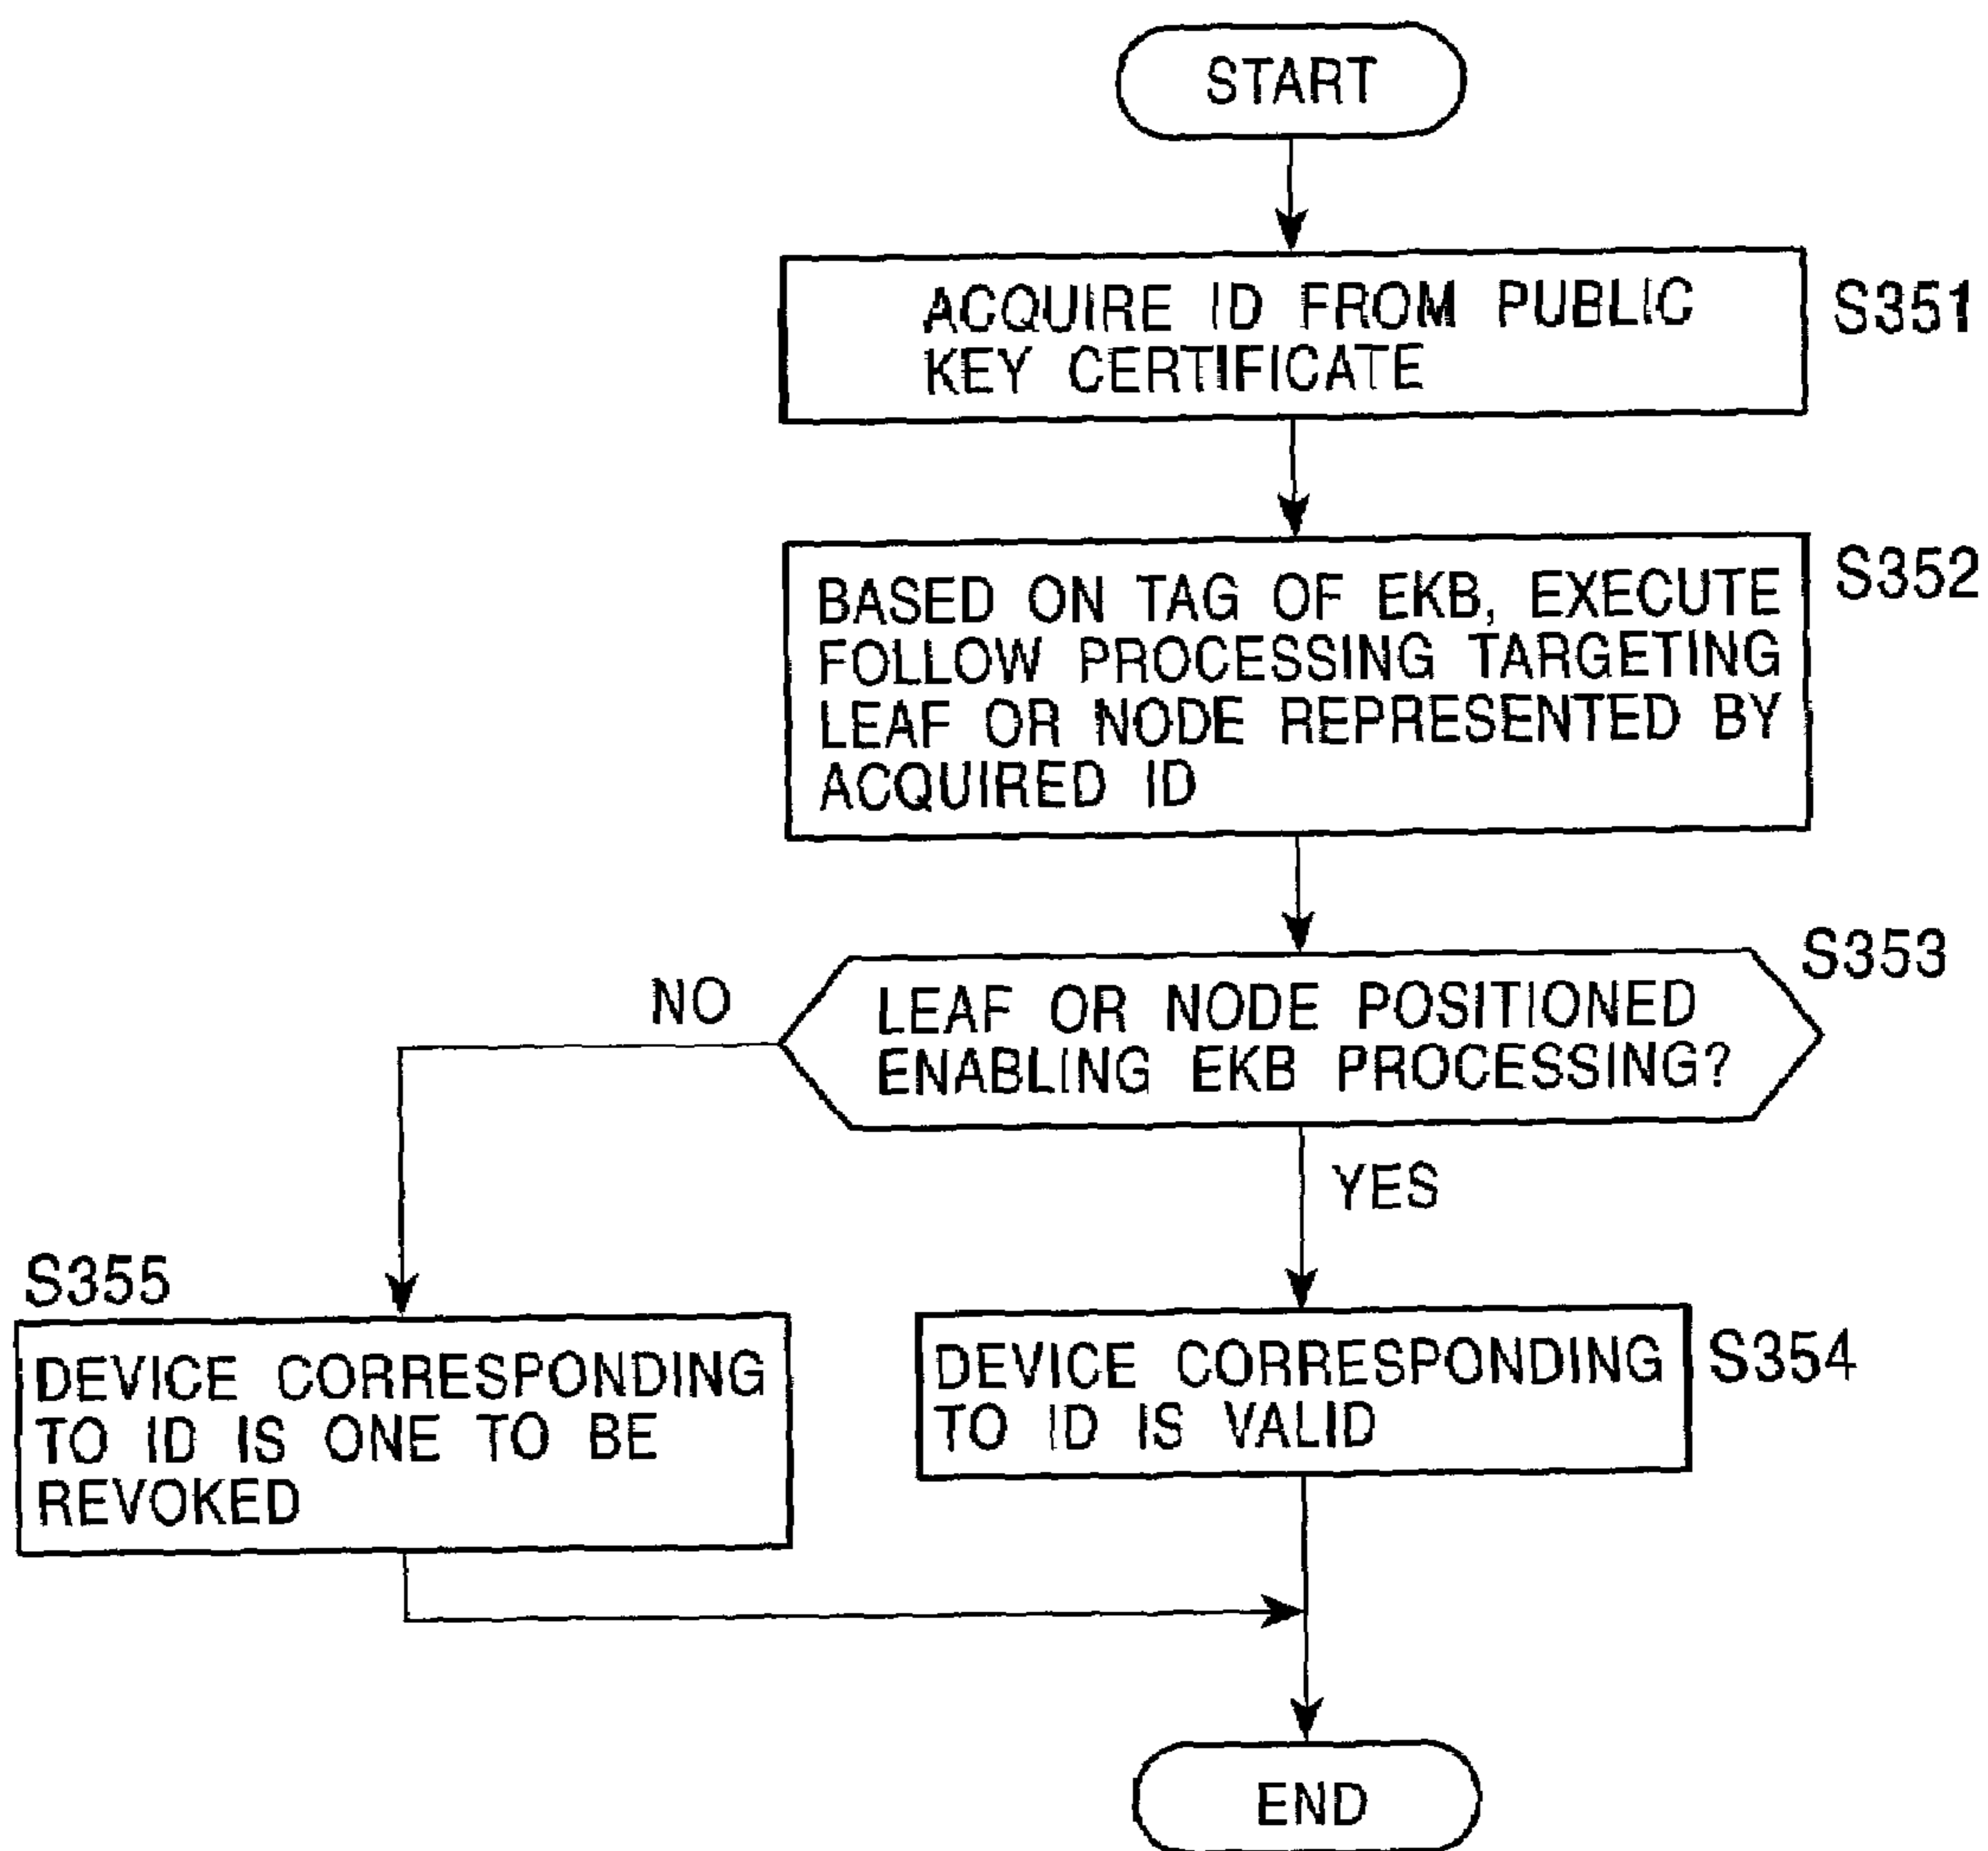 START
ACQUIRE ID FROM PUBLIC
KEY CERTIFICATE
S351
BASED ON TAG OF EKB, EXECUTE
FOLLOW PROCESSING TARGETING
LEAF OR NODE REPRESENTED BY
ACQUIRED ID
S352
LEAF OR NODE POSITIONED
ENABLING EKB PROCESSING?
S353
NO
YES
S355
DEVICE CORRESPONDING
TO ID IS ONE TO BE
REVOKED
DEVICE CORRESPONDING
TO ID IS VALID
S354
END